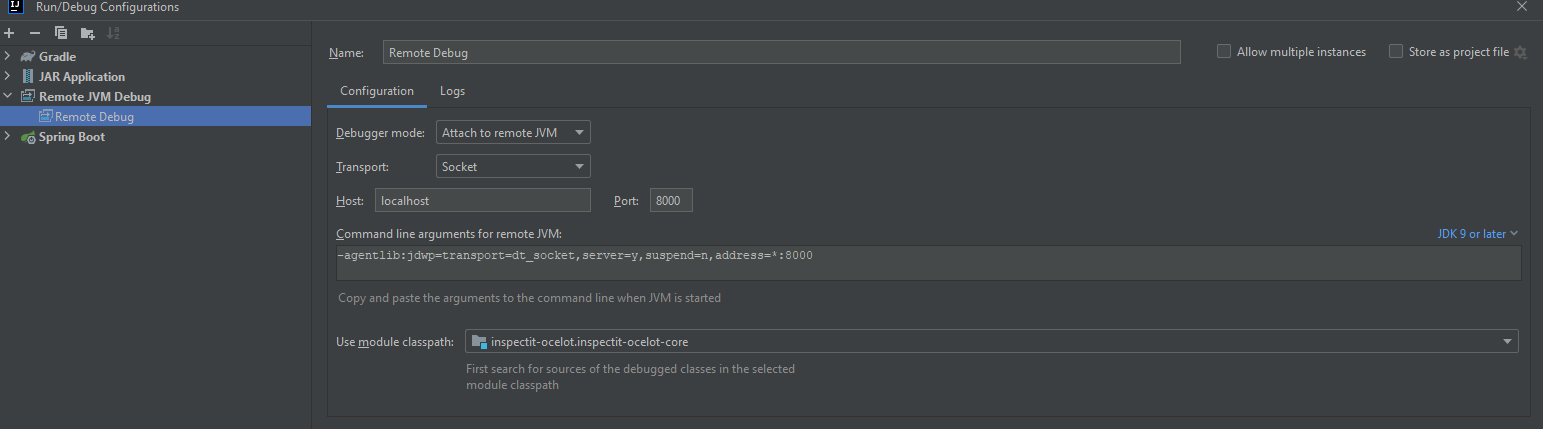 IJ
Run/Debug Configurations
Gradle
JAR Application
Remote JVM Debug
Remote Debug
Spring Boot
Name: Remote Debug
Allow multiple instances
Store as project file
Configuration
Logs
Debugger mode: Attach to remote JVM
Transport: Socket
Host: localhost
Port: 8000
Command line arguments for remote JVM:
JDK 9 or later
-agentlib:jdwp=transport=dt_socket,server=y,suspend=n,address=*:8000
Copy and paste the arguments to the command line when JVM is started
Use module classpath: inspectit-ocelot.inspectit-ocelot-core
First search for sources of the debugged classes in the selected
module classpath